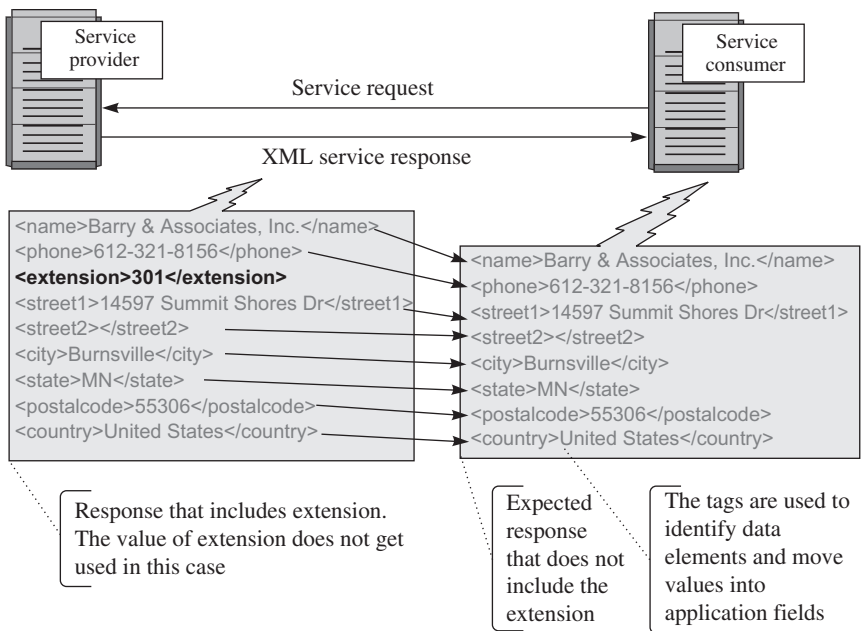 Service
provider
Service
consumer
Service request
XML service response
<name>Barry & Associates, Inc.</name>
<phone>612-321-8156</phone>
<extension>301</extension>
<street1>14597 Summit Shores Dr</street1>
<street2></street2>
<city>Burnsville</city>
<state>MN</state>
<postalcode>55306</postalcode>
<country>United States</country>
<name>Barry & Associates, Inc.</name>
<phone>612-321-8156</phone>
<street1>14597 Summit Shores Dr</street1>
<street2></street2>
<city>Burnsville</city>
<state>MN</state>
<postalcode>55306</postalcode>
<country>United States</country>
Response that includes extension.
The value of extension does not get
used in this case
Expected
response
that does not
include the
extension
The tags are used to
identify data
elements and move
values into
application fields